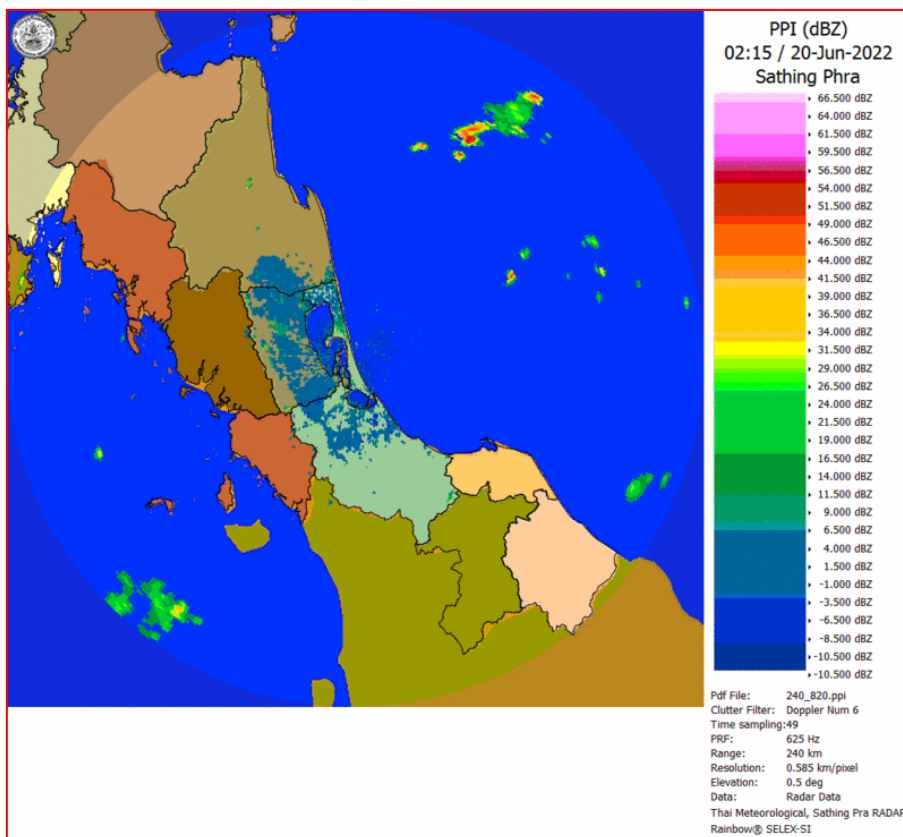 PPI (dBZ)
02:15 / 20-Jun-2022
Sathing Phra
66.500 dBZ
64.000 dBZ
61.500 dBZ
59.500 dBZ
56.500 dBZ
54.000 dBZ
51.500 dBZ
49.000 dBZ
46.500 dBZ
44.000 dBZ
41.500 dBZ
39.000 dBZ
36.500 dBZ
34.000 dBZ
31.500 dBZ
29.000 dBZ
26.500 dBZ
24.000 dBZ
21.500 dBZ
19.000 dBZ
16.500 dBZ
14.000 dBZ
11.500 dBZ
9.000 dBZ
6.500 dBZ
4.000 dBZ
1.500 dBZ
-1.000 dBZ
-3.500 dBZ
-6.500 dBZ
-8.500 dBZ
-10.500 dBZ
-10.500 dBZ
Pdf File: 240_820.ppi
Clutter Filter: Doppler Num 6
Time sampling:49
PRF: 625 Hz
Range: 240 km
Resolution: 0.585 km/pixel
Elevation: 0.5 deg
Data: Radar Data
Thai Meteorological, Sathing Pra RADAR
Rainbow® SELEX-SI